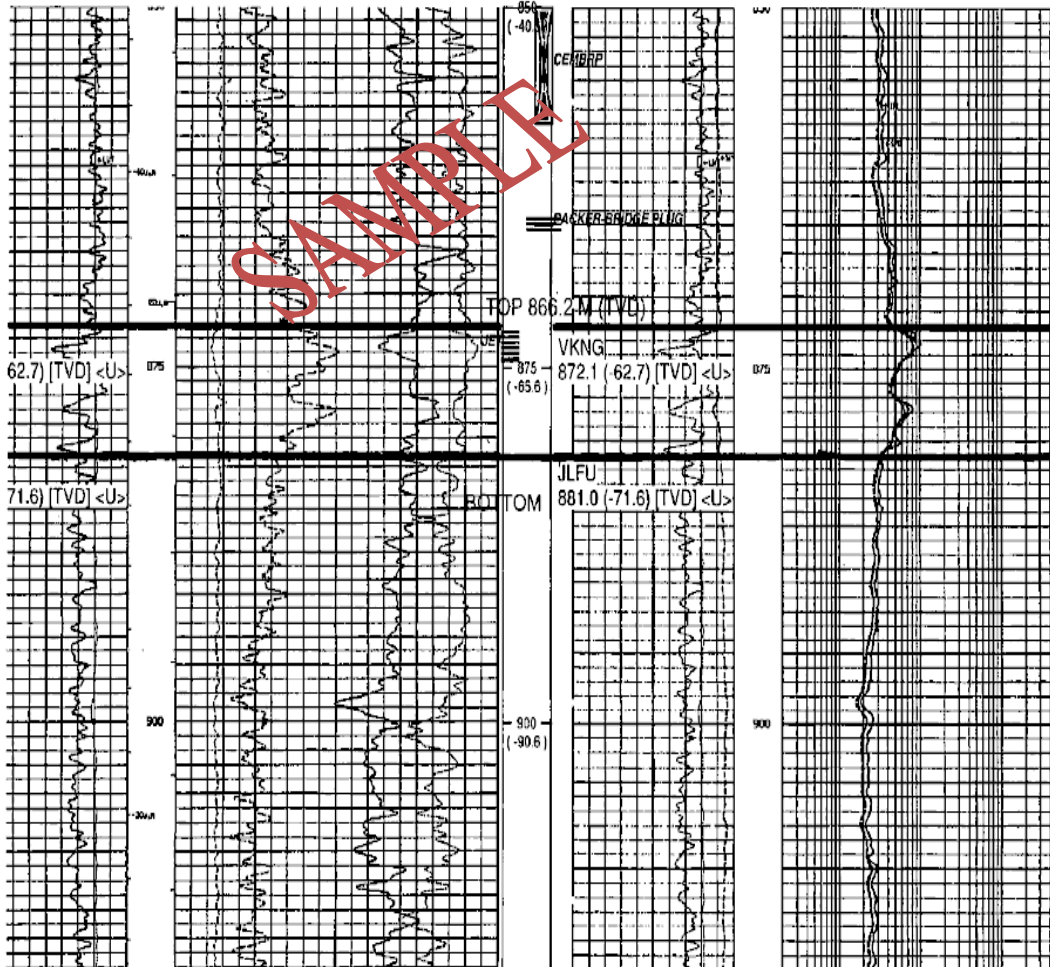 850
(-40.
CEMBRP
SAMPLE
PACKER-BRIDGE PLUG
TOP 866.2 M (TVD)
VKNG
62.7) [TVD] <U>
875
875
(-65.6)
872.1 (-62.7) [TVD] <U>
875
JLFU
71.6) [TVD] <U>
BOTTOM
881.0 (-71.6) [TVD] <U>
900
900
(-90.6)
900